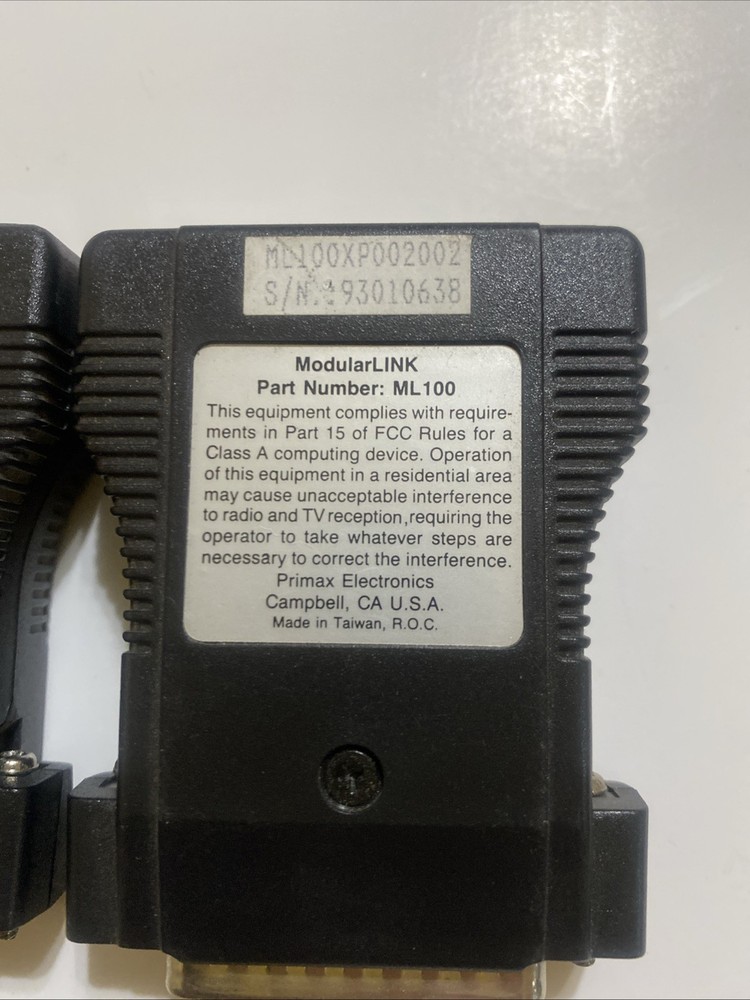 ML100XP002002
S/N.:93010638
ModularLINK
Part Number: ML100
This equipment complies with require-
ments in Part 15 of FCC Rules for a
Class A computing device. Operation
of this equipment in a residential area
may cause unacceptable interference
to radio and TV reception,requiring the
operator to take whatever steps are
necessary to correct the interference.
Primax Electronics
Campbell, CA U.S.A.
Made in Taiwan, R.O.C.